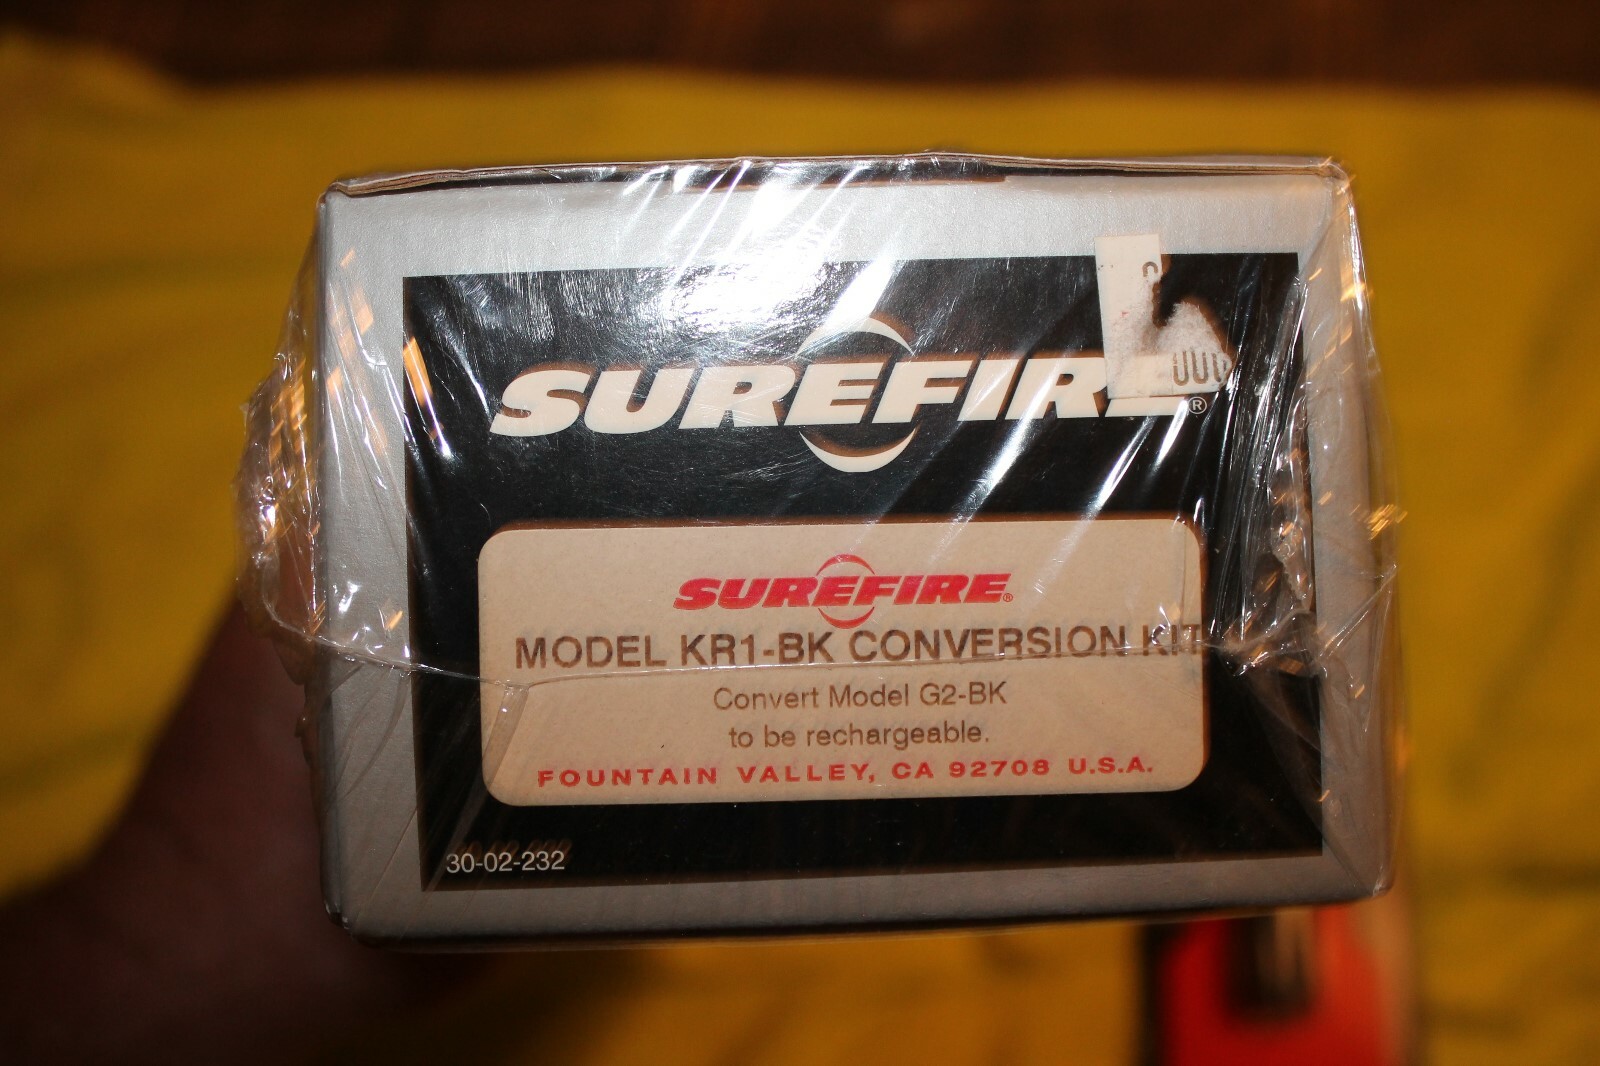 SUREFIRE®
SUREFIRE®
MODEL KR1-BK CONVERSION KIT
Convert Model G2-BK
to be rechargeable.
FOUNTAIN VALLEY, CA 92708 U.S.A.
30-02-232